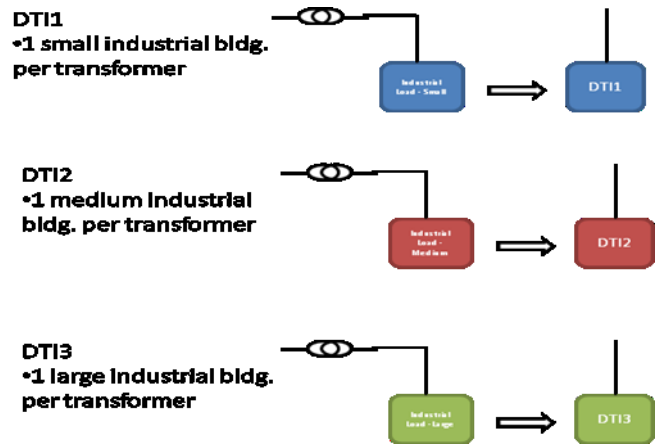 DTI1
•1 small industrial bldg.
per transformer
Industrial
Load - Small
DTI1
DTI2
•1 medium industrial
bldg. per transformer
Industrial
Load -
Medium
DTI2
DTI3
•1 large industrial bldg.
per transformer
Industrial
Load - Large
DTI3